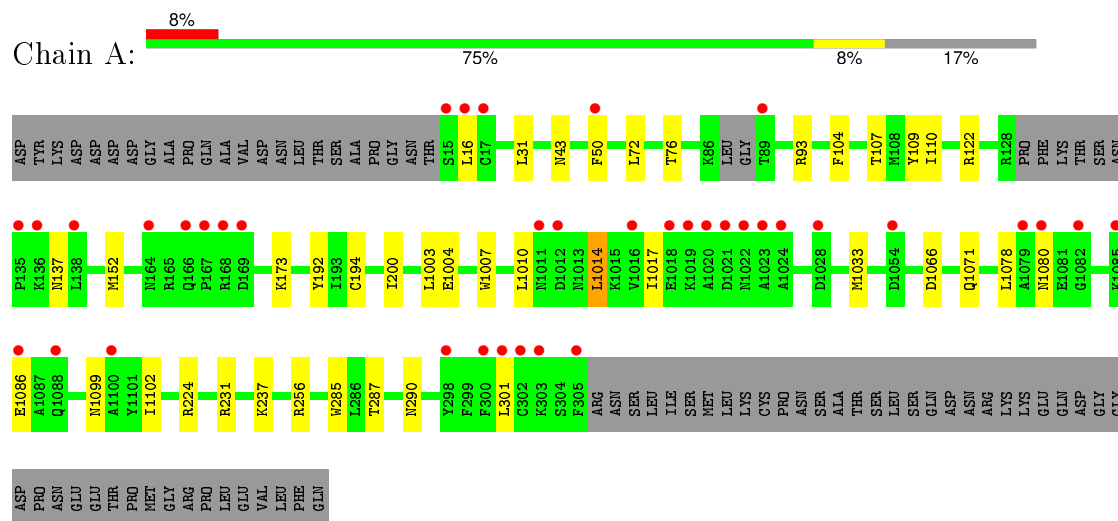 8%
Chain A:
75% 8% 17%
ASP TYR LYS ASP ASP ASP ASP GLY ALA PRO GLN ALA VAL ASP ASN LEU THR SER ALA PRO GLY ASN THR S15 L16 C17 L31 N43 F50 L72 T76 K86 LEU GLY T89 R93 F104 T107 M108 Y109 I110 R122 R128 PRO PHE LYS THR SER ASN
P135 K136 N137 L138 M152 N164 R165 Q166 P167 R168 D169 K173 Y192 I193 C194 I200 L1003 E1004 W1007 L1010 N1011 D1012 N1013 L1014 K1015 V1016 I1017 E1018 K1019 A1020 D1021 N1022 A1023 A1024 D1028 M1033 D1054 D1066 Q1071 L1078 A1079 N1080 E1081 G1082 K1085
E1086 A1087 Q1088 N1099 A1100 Y1101 I1102 R224 R231 K237 R256 W285 L286 T287 N290 Y298 F299 F300 L301 C302 K303 S304 F305 ARG ASN SER LEU ILE SER MET LEU LYS CYS PRO ASN SER ALA THR SER LEU SER GLN ASP ASN ARG LYS LYS GLU GLN ASP GLY GLY
ASP PRO ASN GLU GLU THR PRO MET GLY ARG PRO LEU GLU VAL LEU PHE GLN